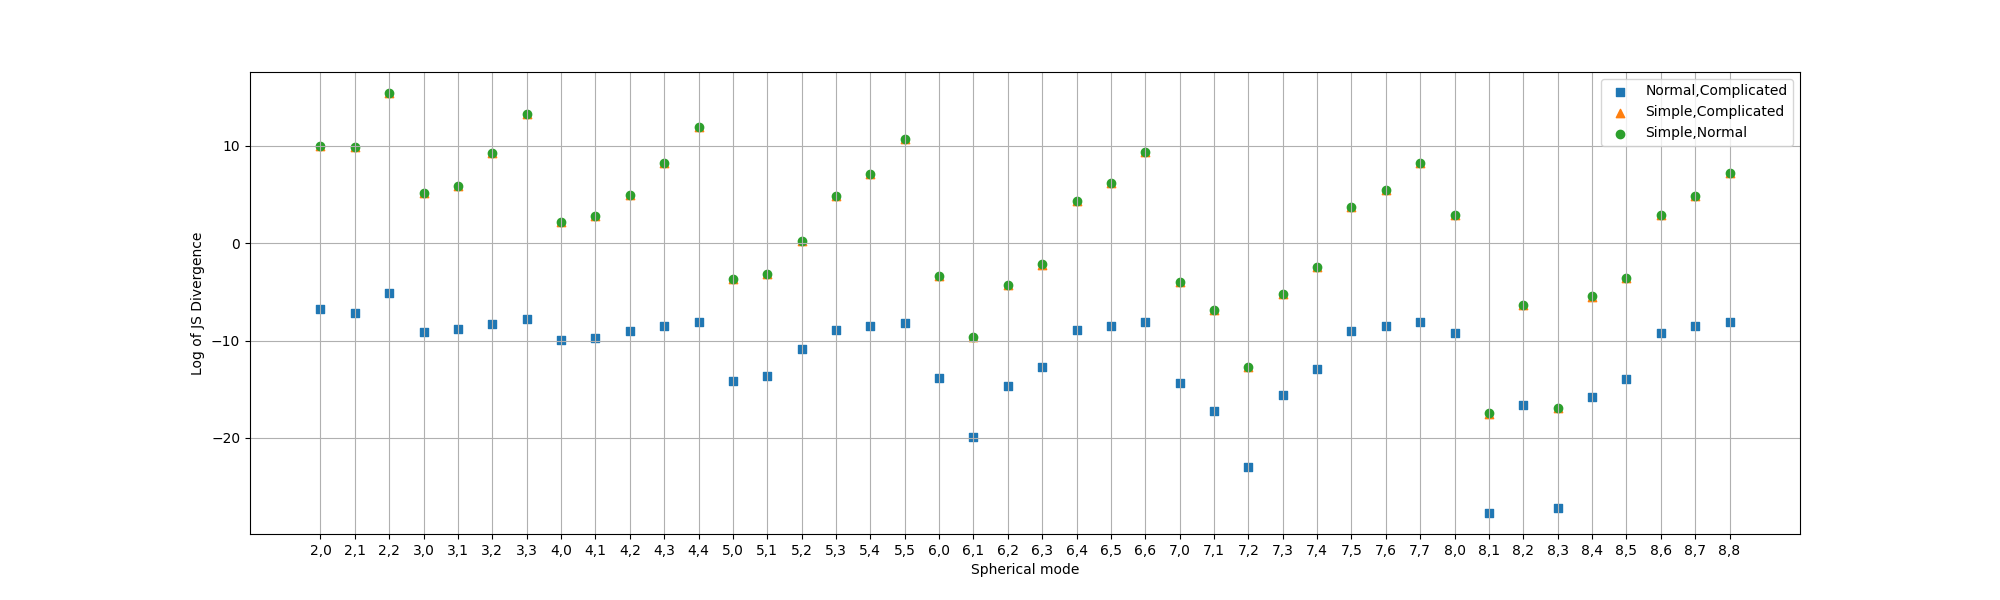 Normal,Complicated
Simple,Complicated
Simple,Normal
10
0
−10
−20
Log of JS Divergence
2,0 2,1 2,2 3,0 3,1 3,2 3,3 4,0 4,1 4,2 4,3 4,4 5,0 5,1 5,2 5,3 5,4 5,5 6,0 6,1 6,2 6,3 6,4 6,5 6,6 7,0 7,1 7,2 7,3 7,4 7,5 7,6 7,7 8,0 8,1 8,2 8,3 8,4 8,5 8,6 8,7 8,8
Spherical mode